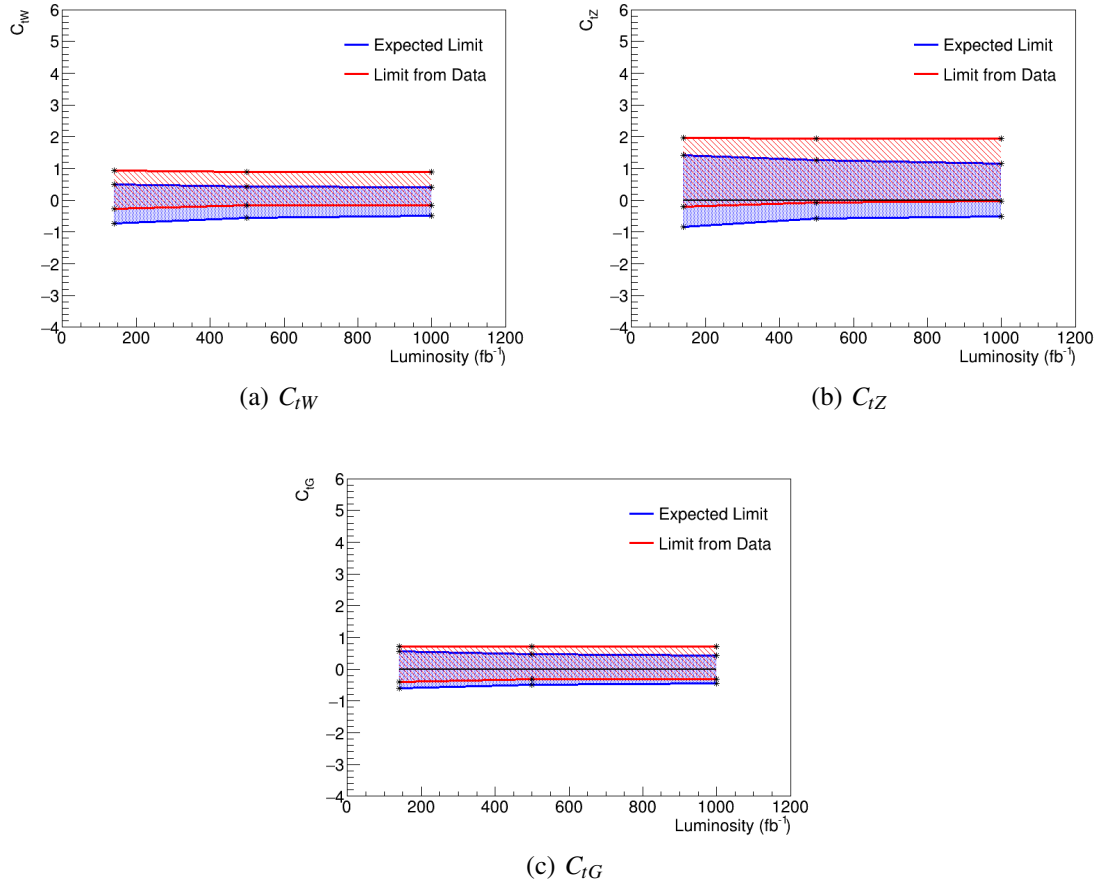 C_tW
6
5
4
3
2
1
0
−1
−2
−3
−4
Expected Limit
Limit from Data
0 200 400 600 800 1000 1200
Luminosity (fb⁻¹)
(a) C_tW
C_tZ
6
5
4
3
2
1
0
−1
−2
−3
−4
Expected Limit
Limit from Data
0 200 400 600 800 1000 1200
Luminosity (fb⁻¹)
(b) C_tZ
C_tG
6
5
4
3
2
1
0
−1
−2
−3
−4
Expected Limit
Limit from Data
0 200 400 600 800 1000 1200
Luminosity (fb⁻¹)
(c) C_tG